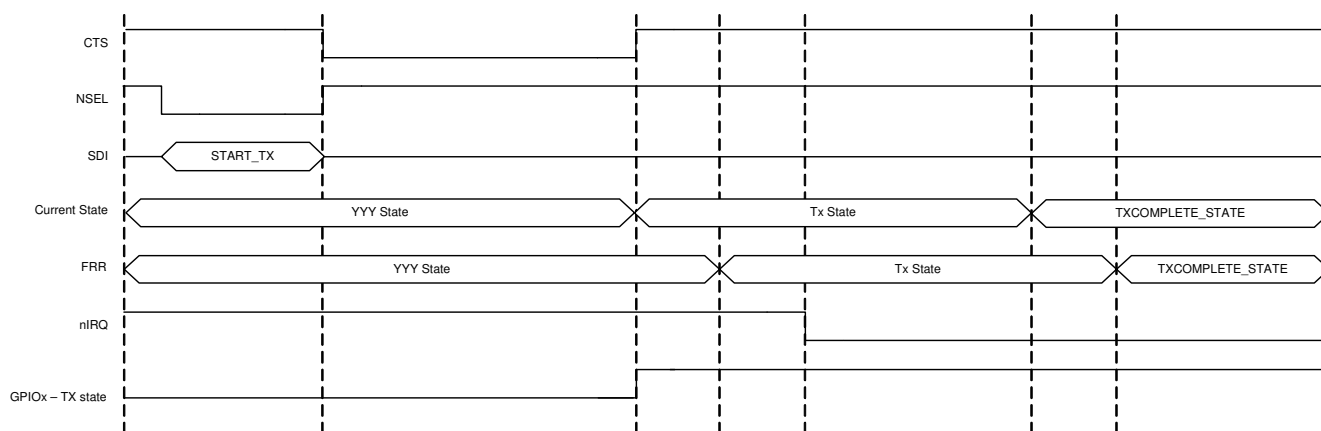 CTS
NSEL
SDI
START_TX
Current State
YYY State
Tx State
TXCOMPLETE_STATE
FRR
YYY State
Tx State
TXCOMPLETE_STATE
nIRQ
GPIOx – TX state